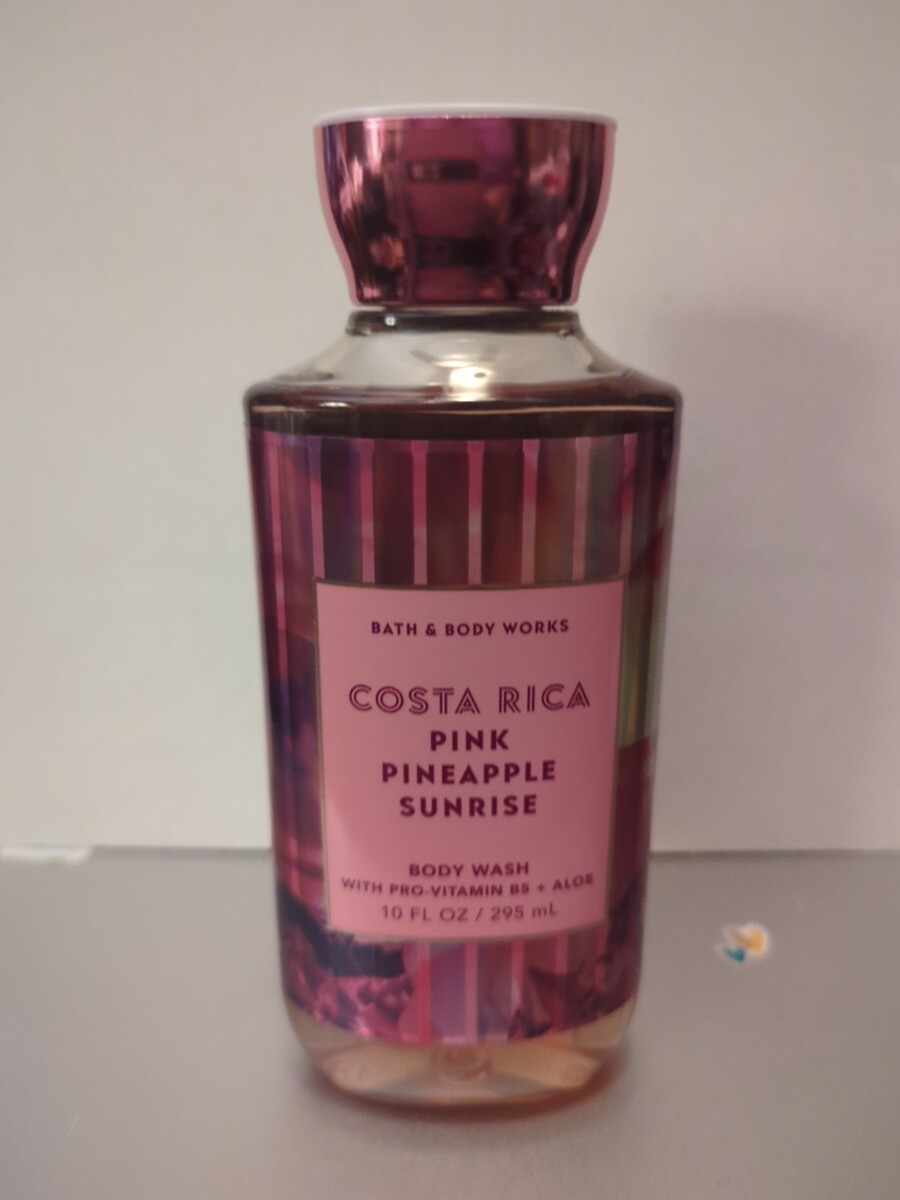 BATH & BODY WORKS
COSTA RICA
PINK
PINEAPPLE
SUNRISE
BODY WASH
WITH PRO-VITAMIN B5 + ALOE
10 FL OZ / 295 mL